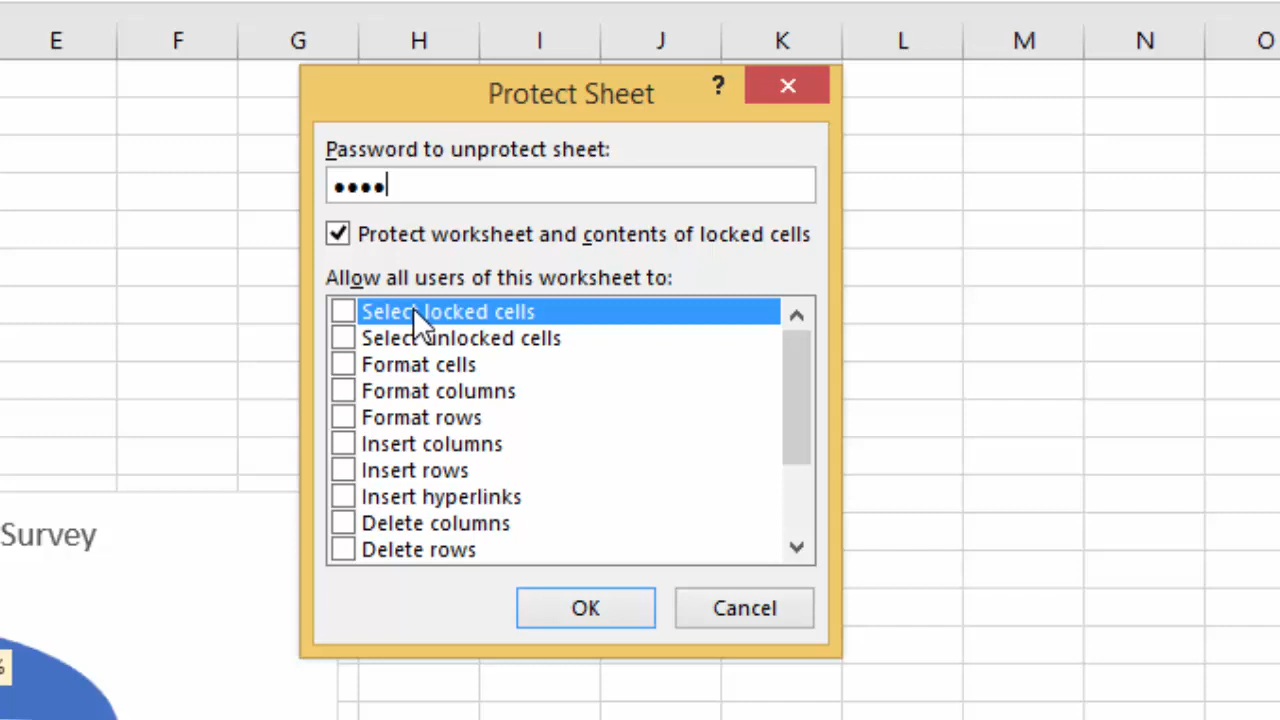 E F G H I J K L M N O
Protect Sheet ?
Password to unprotect sheet:
••••
Protect worksheet and contents of locked cells
Allow all users of this worksheet to:
Select locked cells
Select unlocked cells
Format cells
Format columns
Format rows
Insert columns
Insert rows
Insert hyperlinks
Delete columns
Delete rows
Survey
OK Cancel
%